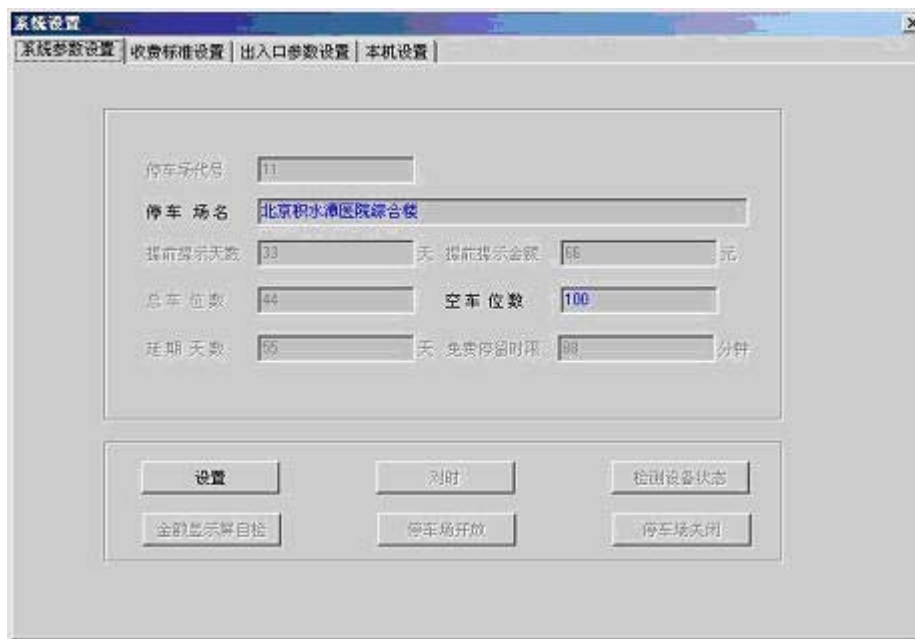 系统设置
系统参数设置 收费标准设置 出入口参数设置 本机设置
停车场代号 11
停车 场名 北京积水潭医院综合楼
提前提示天数 33 天 提前提示金额 66 元
总车 位数 44 空车 位数 100
延期 天数 55 天 免费停留时限 88 分钟
设置 对时 检测设备状态
金额显示屏自检 停车场开放 停车场关闭